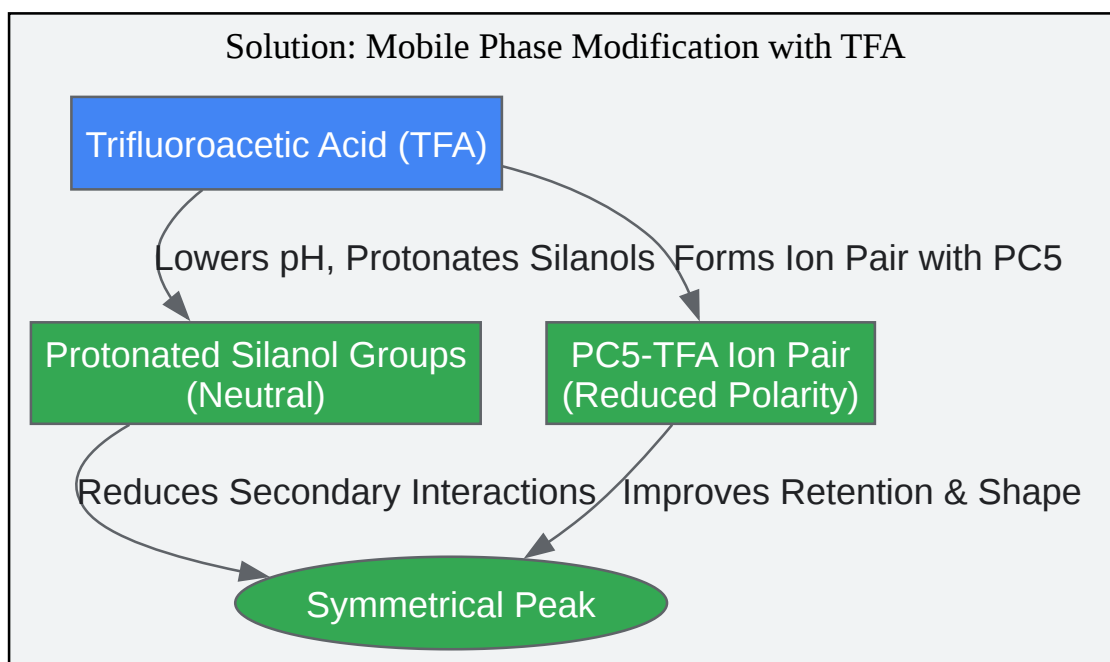 Solution: Mobile Phase Modification with TFA
Trifluoroacetic Acid (TFA)
Lowers pH, Protonates Silanols
Forms Ion Pair with PC5
Protonated Silanol Groups
(Neutral)
PC5-TFA Ion Pair
(Reduced Polarity)
Reduces Secondary Interactions
Improves Retention & Shape
Symmetrical Peak